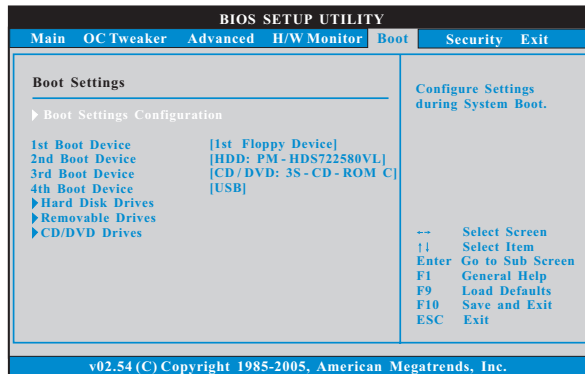 BIOS SETUP UTILITY
Main OC Tweaker Advanced H/W Monitor Boot Security Exit
Boot Settings
Boot Settings Configuration
1st Boot Device [1st Floppy Device]
2nd Boot Device [HDD: PM-HDS722580VL]
3rd Boot Device [CD/DVD: 3S-CD-ROM C]
4th Boot Device [USB]
Hard Disk Drives
Removable Drives
CD/DVD Drives
Configure Settings
during System Boot.
←→ Select Screen
↑↓ Select Item
Enter Go to Sub Screen
F1 General Help
F9 Load Defaults
F10 Save and Exit
ESC Exit
v02.54 (C) Copyright 1985-2005, American Megatrends, Inc.